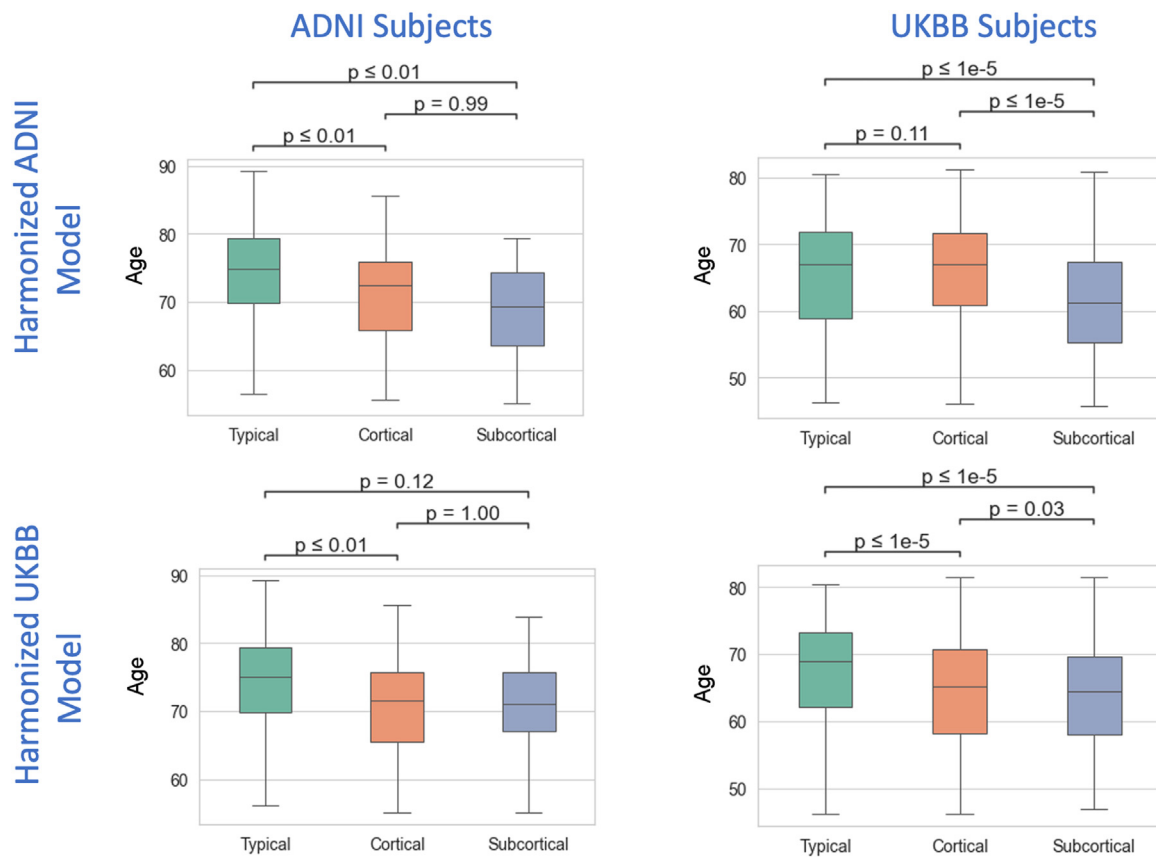 ADNI Subjects
UKBB Subjects
Harmonized ADNI
Model
p ≤ 0.01
p = 0.99
p ≤ 0.01
Age
90
80
70
60
Typical Cortical Subcortical
p ≤ 1e-5
p ≤ 1e-5
p = 0.11
Age
80
70
60
50
Typical Cortical Subcortical
Harmonized UKBB
Model
p = 0.12
p = 1.00
p ≤ 0.01
Age
90
80
70
60
Typical Cortical Subcortical
p ≤ 1e-5
p = 0.03
p ≤ 1e-5
Age
80
70
60
50
Typical Cortical Subcortical